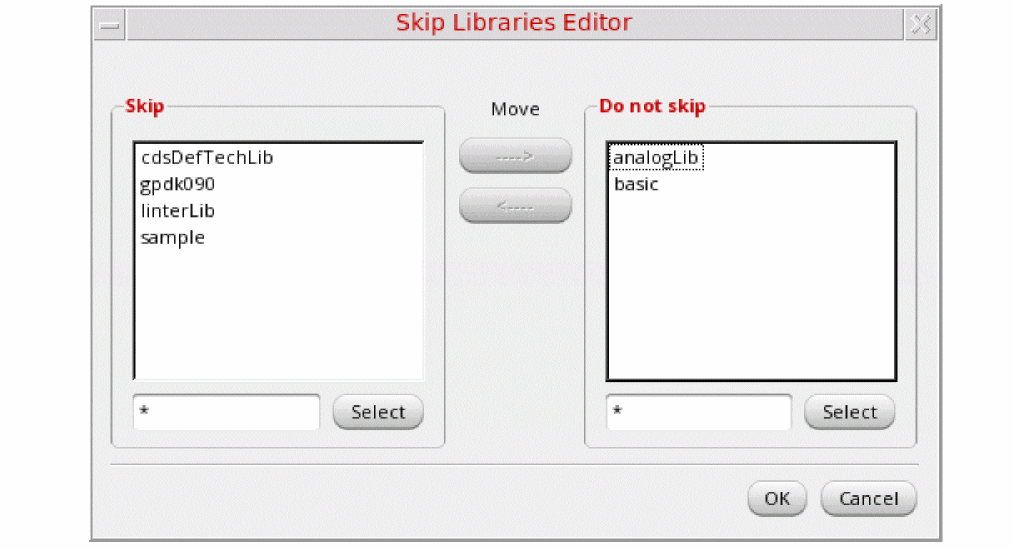 Skip Libraries Editor
Skip
cdsDefTechLib
gpdk090
linterLib
sample
*
Select
Move
---->
<----
Do not skip
analogLib
basic
*
Select
OK
Cancel